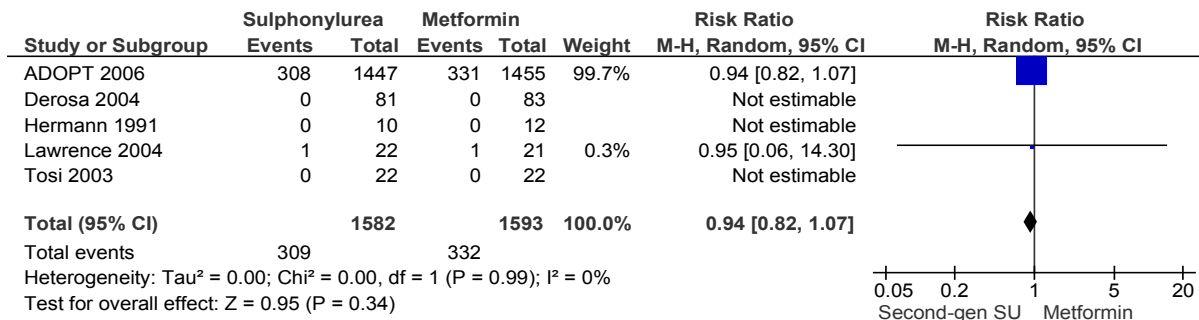 Sulphonylurea Metformin Risk Ratio Risk Ratio
Study or Subgroup Events Total Events Total Weight M-H, Random, 95% CI M-H, Random, 95% CI
ADOPT 2006 308 1447 331 1455 99.7% 0.94 [0.82, 1.07]
Derosa 2004 0 81 0 83 Not estimable
Hermann 1991 0 10 0 12 Not estimable
Lawrence 2004 1 22 1 21 0.3% 0.95 [0.06, 14.30]
Tosi 2003 0 22 0 22 Not estimable
Total (95% CI) 1582 1593 100.0% 0.94 [0.82, 1.07]
Total events 309 332
Heterogeneity: Tau² = 0.00; Chi² = 0.00, df = 1 (P = 0.99); I² = 0%
Test for overall effect: Z = 0.95 (P = 0.34)
0.05 0.2 1 5 20
Second-gen SU Metformin